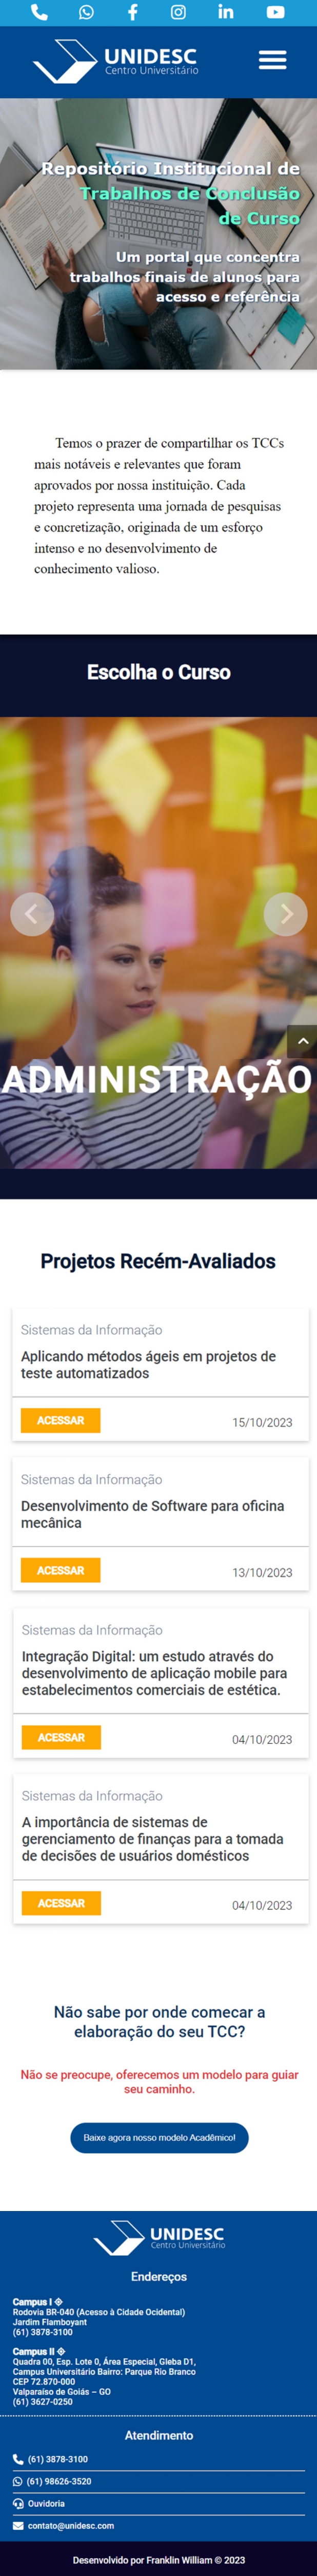 UNIDESC
Centro Universitário
Repositório Institucional de
Trabalhos de Conclusão
de Curso
Um portal que concentra
trabalhos finais de alunos para
acesso e referência
Temos o prazer de compartilhar os TCCs
mais notáveis e relevantes que foram
aprovados por nossa instituição. Cada
projeto representa uma jornada de pesquisas
e concretização, originada de um esforço
intenso e no desenvolvimento de
conhecimento valioso.
Escolha o Curso
ADMINISTRAÇÃO
Projetos Recém-Avaliados
Sistemas da Informação
Aplicando métodos ágeis em projetos de
teste automatizados
ACESSAR 15/10/2023
Sistemas da Informação
Desenvolvimento de Software para oficina
mecânica
ACESSAR 13/10/2023
Sistemas da Informação
Integração Digital: um estudo através do
desenvolvimento de aplicação mobile para
estabelecimentos comerciais de estética.
ACESSAR 04/10/2023
Sistemas da Informação
A importância de sistemas de
gerenciamento de finanças para a tomada
de decisões de usuários domésticos
ACESSAR 04/10/2023
Não sabe por onde comecar a
elaboração do seu TCC?
Não se preocupe, oferecemos um modelo para guiar
seu caminho.
Baixe agora nosso modelo Acadêmico!
UNIDESC
Centro Universitário
Endereços
Campus I
Rodovia BR-040 (Acesso à Cidade Ocidental)
Jardim Flamboyant
(61) 3878-3100
Campus II
Quadra 00, Esp. Lote 0, Área Especial, Gleba D1,
Campus Universitário Bairro: Parque Rio Branco
CEP 72.870-000
Valparaíso de Goiás – GO
(61) 3627-0250
Atendimento
(61) 3878-3100
(61) 98626-3520
Ouvidoria
contato@unidesc.com
Desenvolvido por Franklin William © 2023